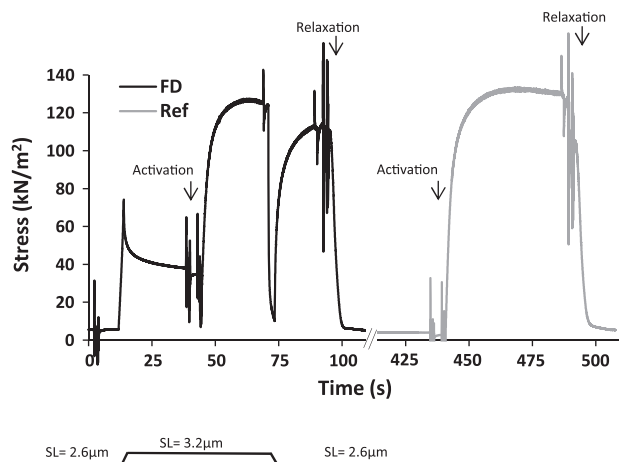 Relaxation
Relaxation
140
120
100
80
60
40
20
0
Stress (kN/m²)
FD
Ref
Activation
Activation
0 25 50 75 100 425 450 475 500
Time (s)
SL= 2.6µm SL= 3.2µm SL= 2.6µm